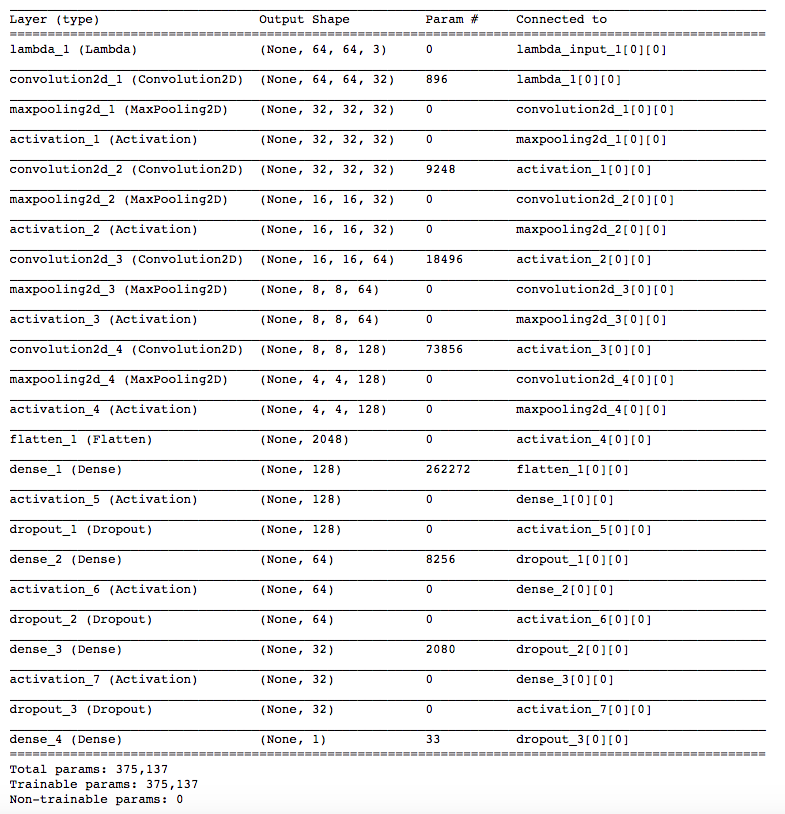 Layer (type) Output Shape Param # Connected to
lambda_1 (Lambda) (None, 64, 64, 3) 0 lambda_input_1[0][0]
convolution2d_1 (Convolution2D) (None, 64, 64, 32) 896 lambda_1[0][0]
maxpooling2d_1 (MaxPooling2D) (None, 32, 32, 32) 0 convolution2d_1[0][0]
activation_1 (Activation) (None, 32, 32, 32) 0 maxpooling2d_1[0][0]
convolution2d_2 (Convolution2D) (None, 32, 32, 32) 9248 activation_1[0][0]
maxpooling2d_2 (MaxPooling2D) (None, 16, 16, 32) 0 convolution2d_2[0][0]
activation_2 (Activation) (None, 16, 16, 32) 0 maxpooling2d_2[0][0]
convolution2d_3 (Convolution2D) (None, 16, 16, 64) 18496 activation_2[0][0]
maxpooling2d_3 (MaxPooling2D) (None, 8, 8, 64) 0 convolution2d_3[0][0]
activation_3 (Activation) (None, 8, 8, 64) 0 maxpooling2d_3[0][0]
convolution2d_4 (Convolution2D) (None, 8, 8, 128) 73856 activation_3[0][0]
maxpooling2d_4 (MaxPooling2D) (None, 4, 4, 128) 0 convolution2d_4[0][0]
activation_4 (Activation) (None, 4, 4, 128) 0 maxpooling2d_4[0][0]
flatten_1 (Flatten) (None, 2048) 0 activation_4[0][0]
dense_1 (Dense) (None, 128) 262272 flatten_1[0][0]
activation_5 (Activation) (None, 128) 0 dense_1[0][0]
dropout_1 (Dropout) (None, 128) 0 activation_5[0][0]
dense_2 (Dense) (None, 64) 8256 dropout_1[0][0]
activation_6 (Activation) (None, 64) 0 dense_2[0][0]
dropout_2 (Dropout) (None, 64) 0 activation_6[0][0]
dense_3 (Dense) (None, 32) 2080 dropout_2[0][0]
activation_7 (Activation) (None, 32) 0 dense_3[0][0]
dropout_3 (Dropout) (None, 32) 0 activation_7[0][0]
dense_4 (Dense) (None, 1) 33 dropout_3[0][0]
Total params: 375,137
Trainable params: 375,137
Non-trainable params: 0